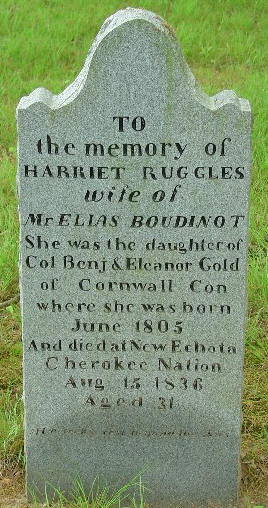 TO
the memory of
HARRIET RUGGLES
wife of
Mr ELIAS BOUDINOT
She was the daughter of
Col Benj & Eleanor Gold
of Cornwall Con
where she was born
June 1805
And died at New Echota
Cherokee Nation
Aug 15 1836
Aged 31